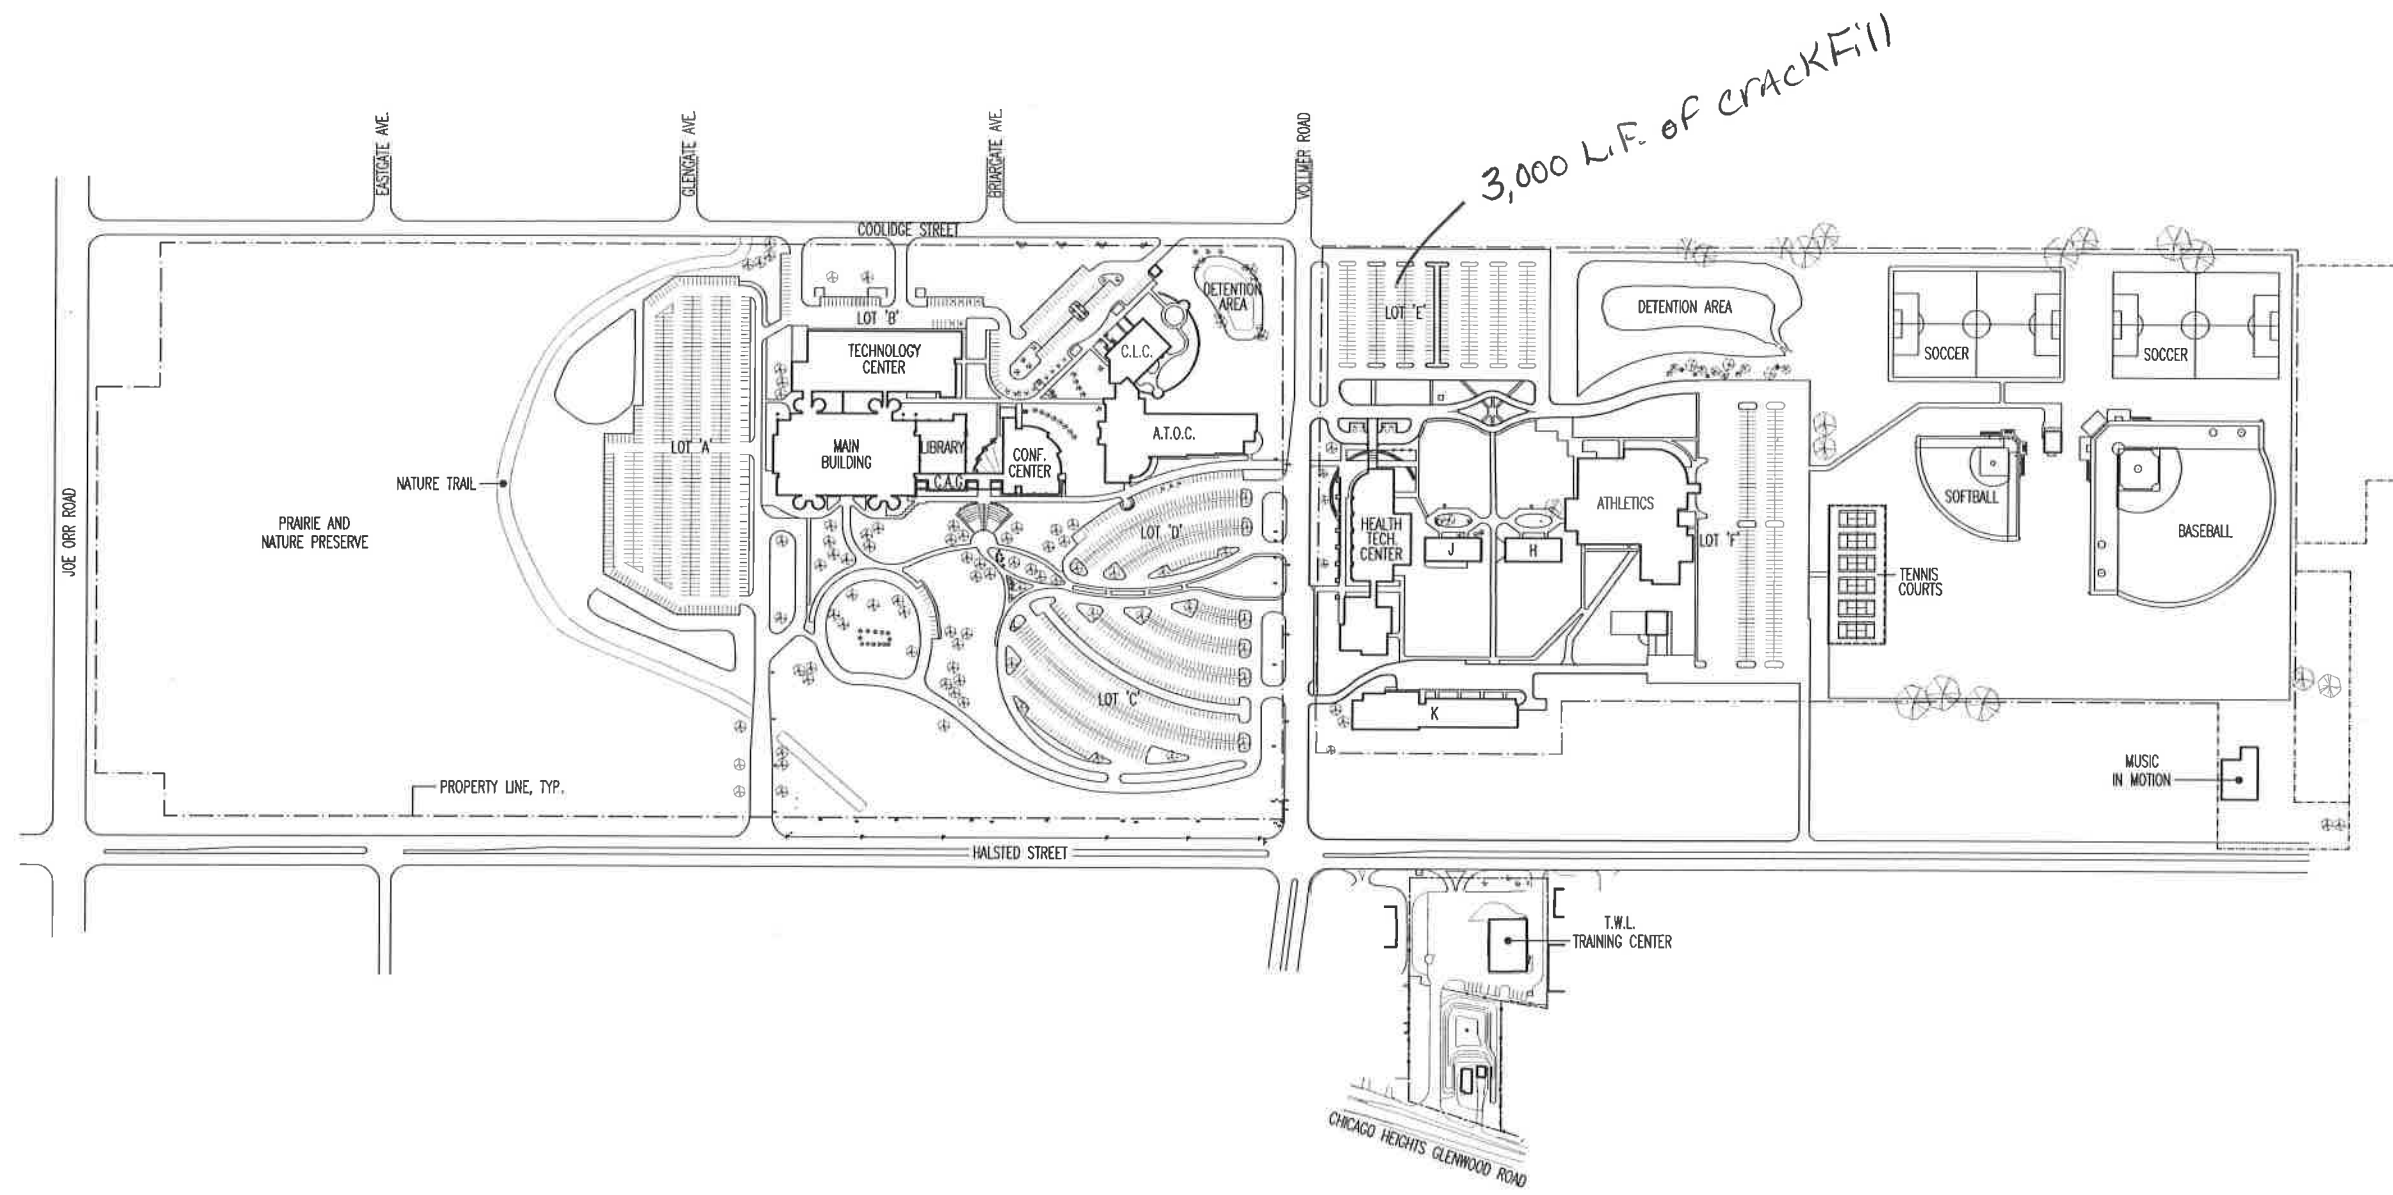 3,000 L.F. of crackfill
EASTGATE AVE.
GLENGATE AVE.
BRIARGATE AVE.
VOLLMER ROAD
COOLIDGE STREET
DETENTION
AREA
LOT 'B'
LOT 'E'
DETENTION AREA
TECHNOLOGY
CENTER
C.L.C.
SOCCER
SOCCER
LOT 'A'
MAIN
BUILDING
LIBRARY
CONF.
CENTER
A.T.O.C.
C.A.C.
NATURE TRAIL
PRAIRIE AND
NATURE PRESERVE
JOE ORR ROAD
LOT 'D'
HEALTH
TECH.
CENTER
J
H
ATHLETICS
LOT 'F'
SOFTBALL
BASEBALL
TENNIS
COURTS
LOT 'C'
K
PROPERTY LINE, TYP.
MUSIC
IN MOTION
HALSTED STREET
T.W.L.
TRAINING CENTER
CHICAGO HEIGHTS GLENWOOD ROAD